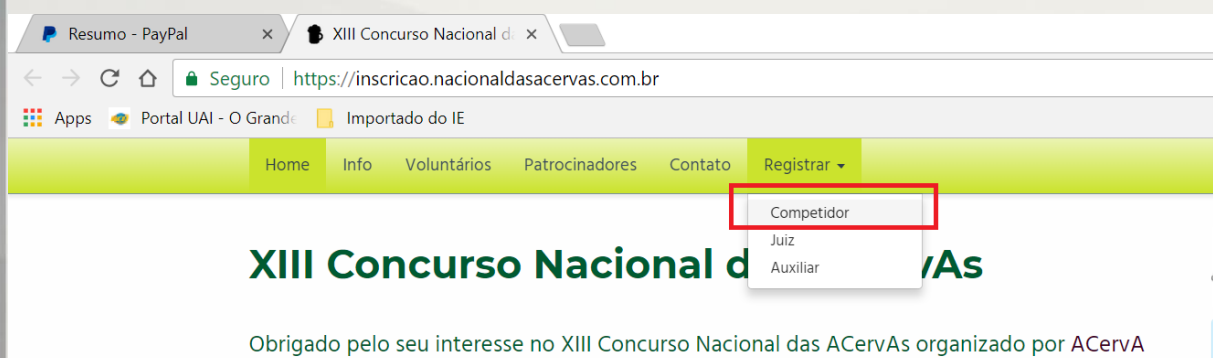 Resumo - PayPal
XIII Concurso Nacional d
Seguro
https://inscricao.nacionaldasacervas.com.br
Apps
Portal UAI - O Grande
Importado do IE
Home
Info
Voluntários
Patrocinadores
Contato
Registrar
Competidor
Juiz
Auxiliar
XIII Concurso Nacional d vAs
Obrigado pelo seu interesse no XIII Concurso Nacional das ACervAs organizado por ACervA